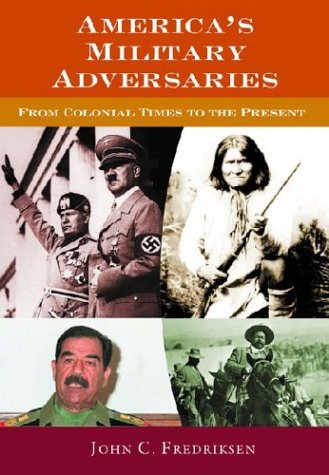 AMERICA'S
MILITARY
ADVERSARIES
FROM COLONIAL TIMES TO THE PRESENT
JOHN C. FREDRIKSEN